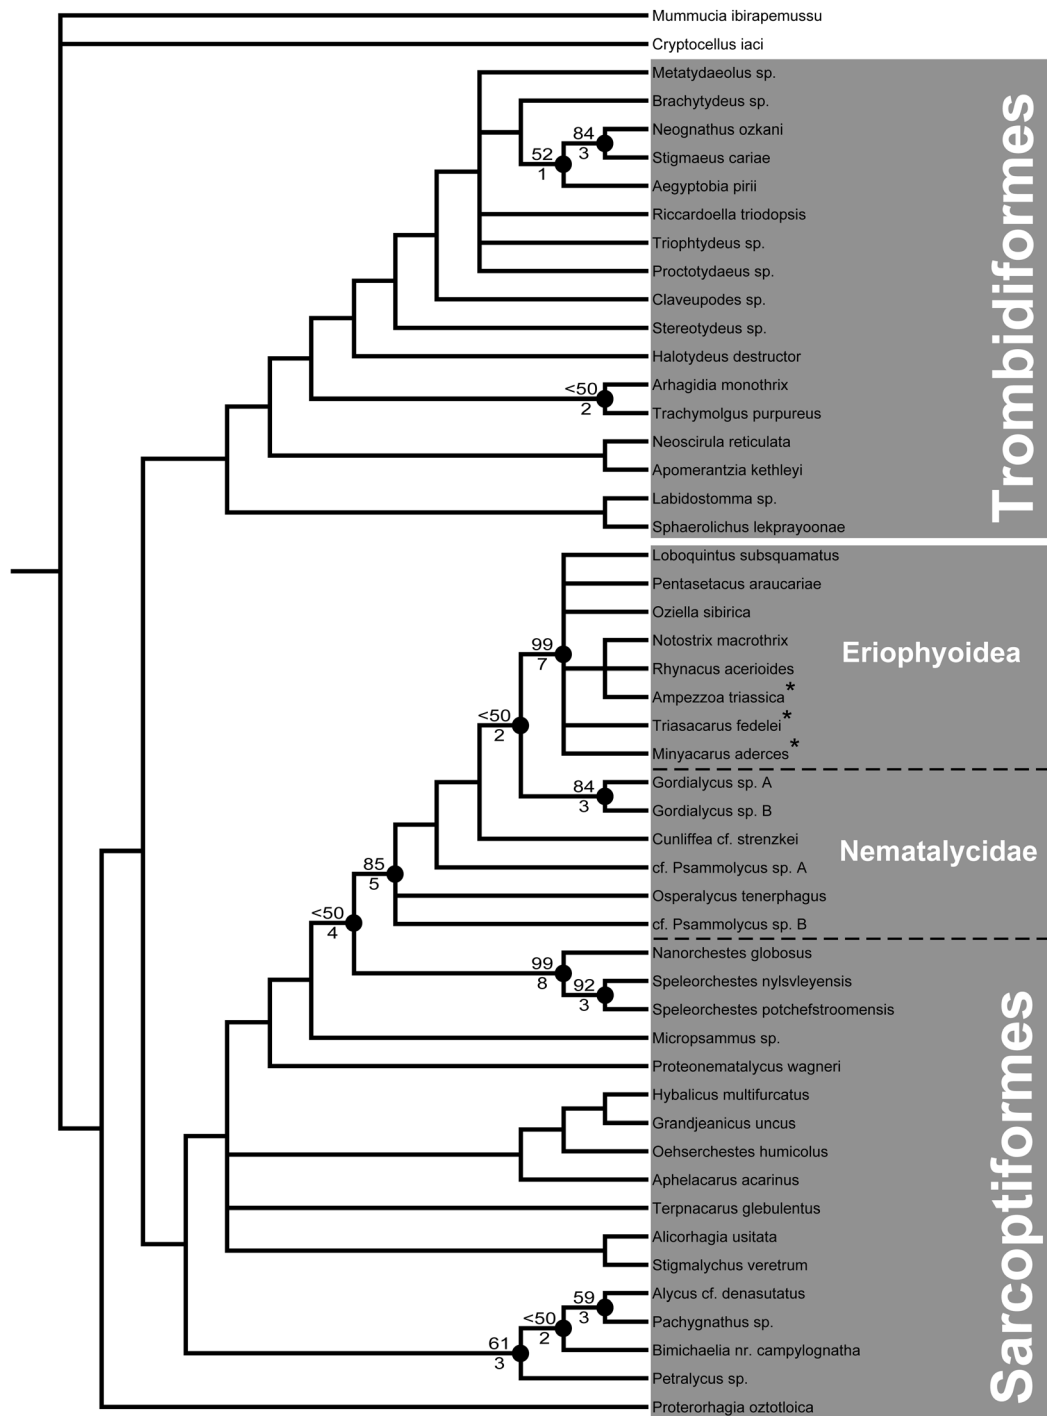 Mummucia ibirapemussu
Cryptocellus iaci
Metatydaeolus sp.
Brachytydeus sp.
84
Neognathus ozkani
3
52
Stigmaeus cariae
1
Aegyptobia pirii
Riccardoella triodopsis
Triophtydeus sp.
Proctotydaeus sp.
Claveupodes sp.
Stereotydeus sp.
Halotydeus destructor
<50
Arhagidia monothrix
2
Trachymolgus purpureus
Neoscirula reticulata
Apomerantzia kethleyi
Labidostomma sp.
Sphaerolichus lekprayoonae
Trombidiformes
Loboquintus subsquamatus
Pentasetacus araucariae
Oziella sibirica
99
Notostrix macrothrix
7
Rhynacus acerioides
Eriophyoidea
Ampezzoa triassica*
<50
Triasacarus fedelei*
2
Minyacarus aderces*
84
Gordialycus sp. A
3
Gordialycus sp. B
Cunliffea cf. strenzkei
Nematalycidae
85
cf. Psammolycus sp. A
5
Osperalycus tenerphagus
<50
cf. Psammolycus sp. B
4
Nanorchestes globosus
99
8
92
Speleorchestes nylsvleyensis
3
Speleorchestes potchefstroomensis
Micropsammus sp.
Proteonematalycus wagneri
Hybalicus multifurcatus
Grandjeanicus uncus
Oehserchestes humicolus
Aphelacarus acarinus
Terpnacarus glebulentus
Alicorhagia usitata
Stigmalychus veretrum
59
Alycus cf. denasutatus
3
<50
Pachygnathus sp.
2
61
Bimichaelia nr. campylognatha
3
Petralycus sp.
Proterorhagia oztotloica
Sarcoptiformes